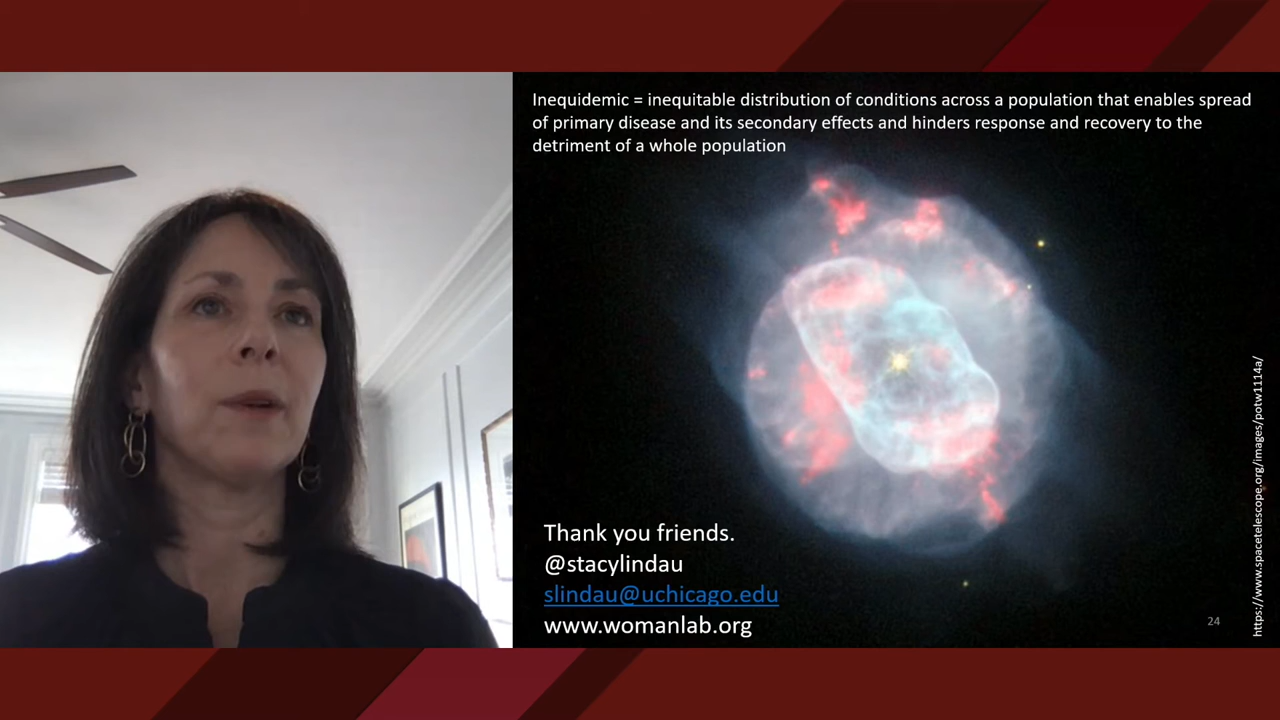 Inequidemic = inequitable distribution of conditions across a population that enables spread
of primary disease and its secondary effects and hinders response and recovery to the
detriment of a whole population
Thank you friends.
@stacylindau
slindau@uchicago.edu
www.womanlab.org
24
https://www.spacetelescope.org/images/potw1114a/